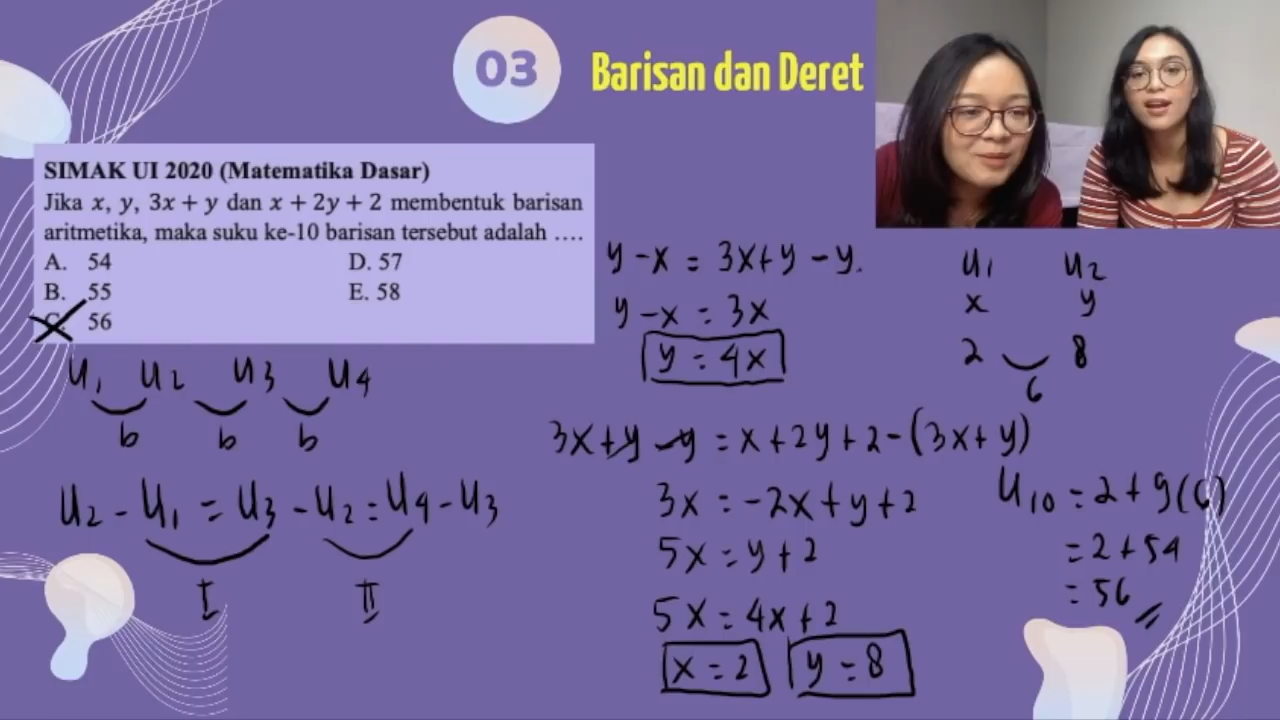 03
Barisan dan Deret
SIMAK UI 2020 (Matematika Dasar)
Jika x, y, 3x + y dan x + 2y + 2 membentuk barisan
aritmetika, maka suku ke-10 barisan tersebut adalah ….
A. 54
D. 57
B. 55
E. 58
C. 56
U1 U2 U3 U4
b b b
U2 - U1 = U3 - U2 = U4 - U3
I II
y - x = 3x + y - y.
y - x = 3x
y = 4x
3x + y - y = x + 2y + 2 - (3x + y)
3x = -2x + y + 2
5x = y + 2
5x = 4x + 2
x = 2 y = 8
U1 U2
x y
2 8
6
U10 = 2 + 9(6)
= 2 + 54
= 56